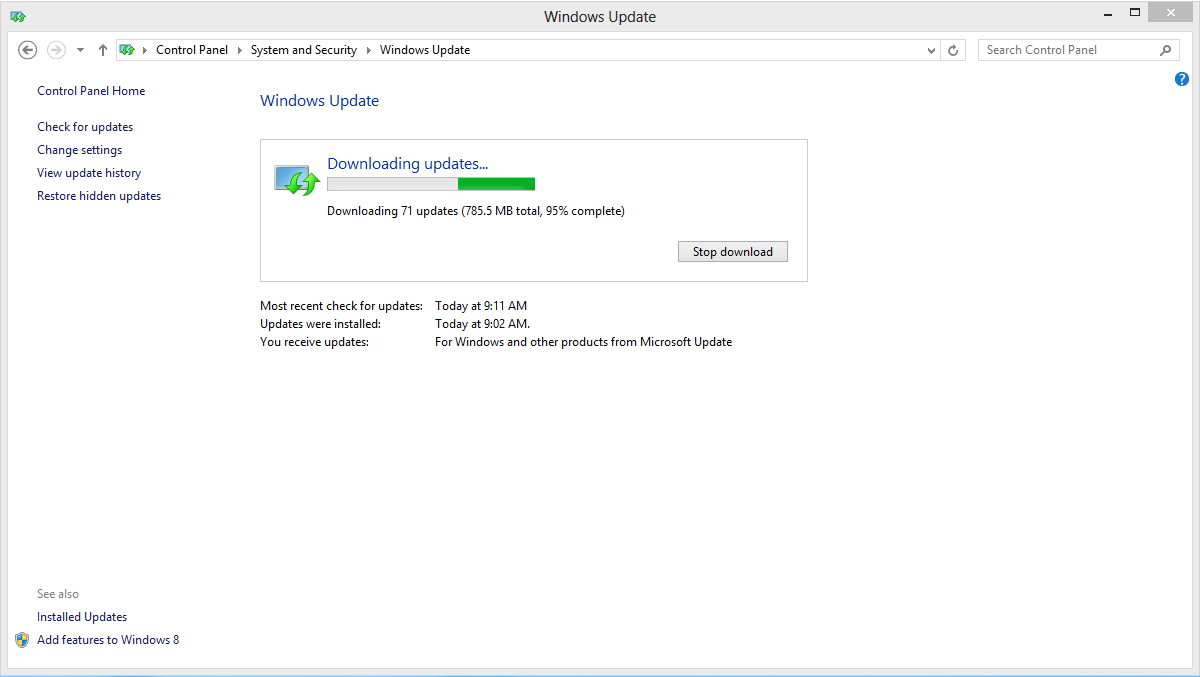 Windows Update
Control Panel System and Security Windows Update
Search Control Panel
?
Control Panel Home
Check for updates
Change settings
View update history
Restore hidden updates
Windows Update
Downloading updates...
Downloading 71 updates (785.5 MB total, 95% complete)
Stop download
Most recent check for updates: Today at 9:11 AM
Updates were installed: Today at 9:02 AM.
You receive updates: For Windows and other products from Microsoft Update
See also
Installed Updates
Add features to Windows 8